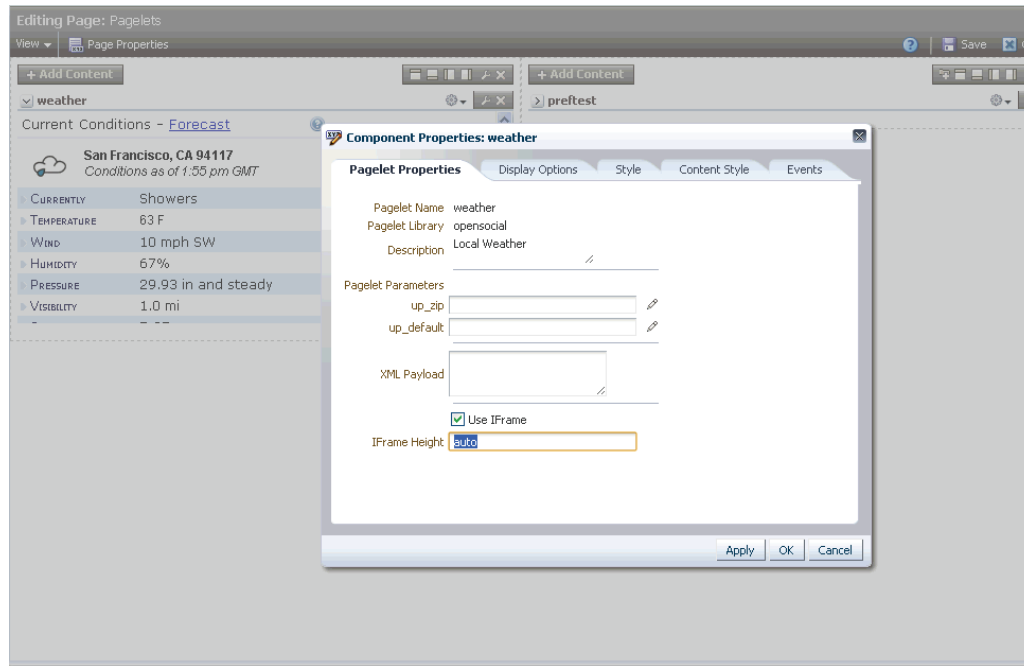 Editing Page: Pagelets
View Page Properties Save
+ Add Content + Add Content
weather preftest
Current Conditions - Forecast
San Francisco, CA 94117
Conditions as of 1:55 pm GMT
Currently Showers
Temperature 63 F
Wind 10 mph SW
Humidity 67%
Pressure 29.93 in and steady
Visibility 1.0 mi
Component Properties: weather
Pagelet Properties Display Options Style Content Style Events
Pagelet Name weather
Pagelet Library opensocial
Description Local Weather
Pagelet Parameters
up_zip
up_default
XML Payload
Use IFrame
IFrame Height auto
Apply OK Cancel